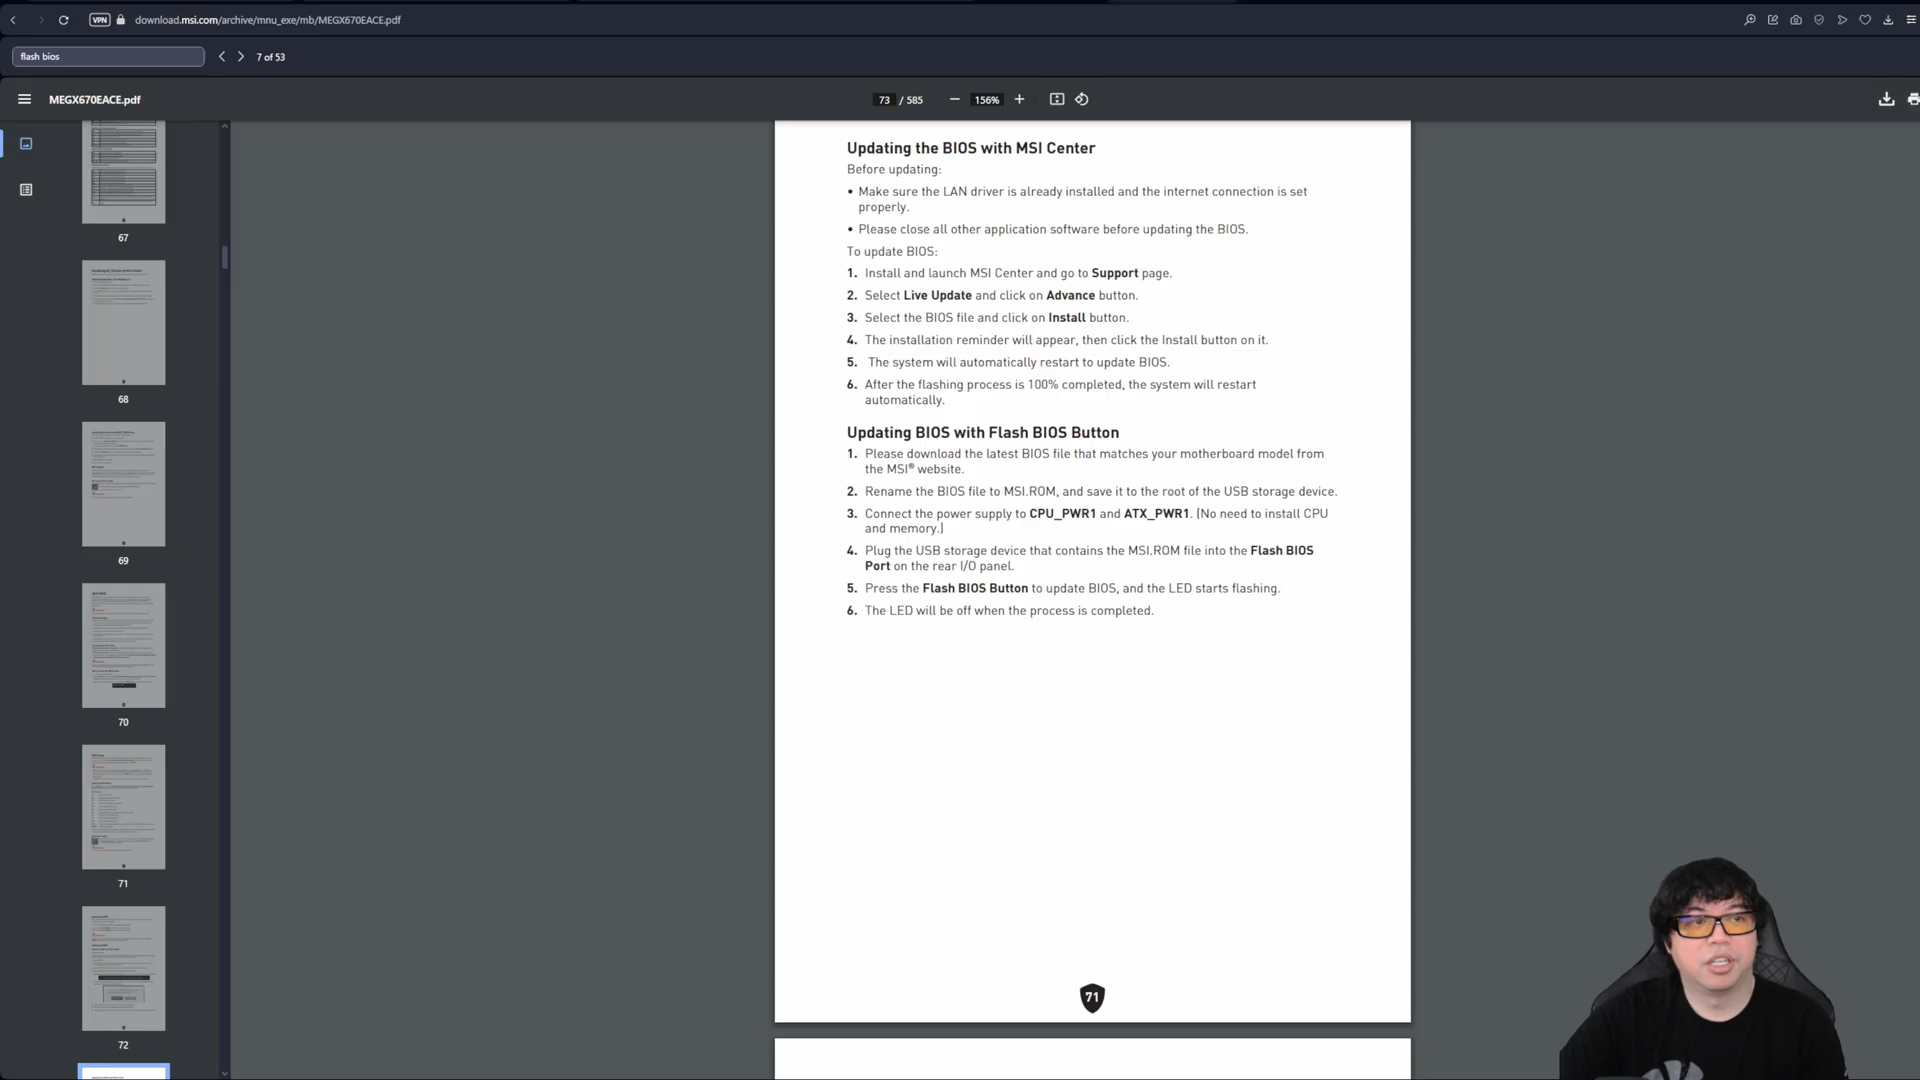 VPN
download.msi.com/archive/mnu_exe/mb/MEGX670EACE.pdf
flash bios
7 of 53
MEGX670EACE.pdf
73 / 585
156%
67
68
69
70
71
72
Updating the BIOS with MSI Center
Before updating:
• Make sure the LAN driver is already installed and the internet connection is set
properly.
• Please close all other application software before updating the BIOS.
To update BIOS:
1. Install and launch MSI Center and go to Support page.
2. Select Live Update and click on Advance button.
3. Select the BIOS file and click on Install button.
4. The installation reminder will appear, then click the Install button on it.
5. The system will automatically restart to update BIOS.
6. After the flashing process is 100% completed, the system will restart
automatically.
Updating BIOS with Flash BIOS Button
1. Please download the latest BIOS file that matches your motherboard model from
the MSI® website.
2. Rename the BIOS file to MSI.ROM, and save it to the root of the USB storage device.
3. Connect the power supply to CPU_PWR1 and ATX_PWR1. (No need to install CPU
and memory.)
4. Plug the USB storage device that contains the MSI.ROM file into the Flash BIOS
Port on the rear I/O panel.
5. Press the Flash BIOS Button to update BIOS, and the LED starts flashing.
6. The LED will be off when the process is completed.
71